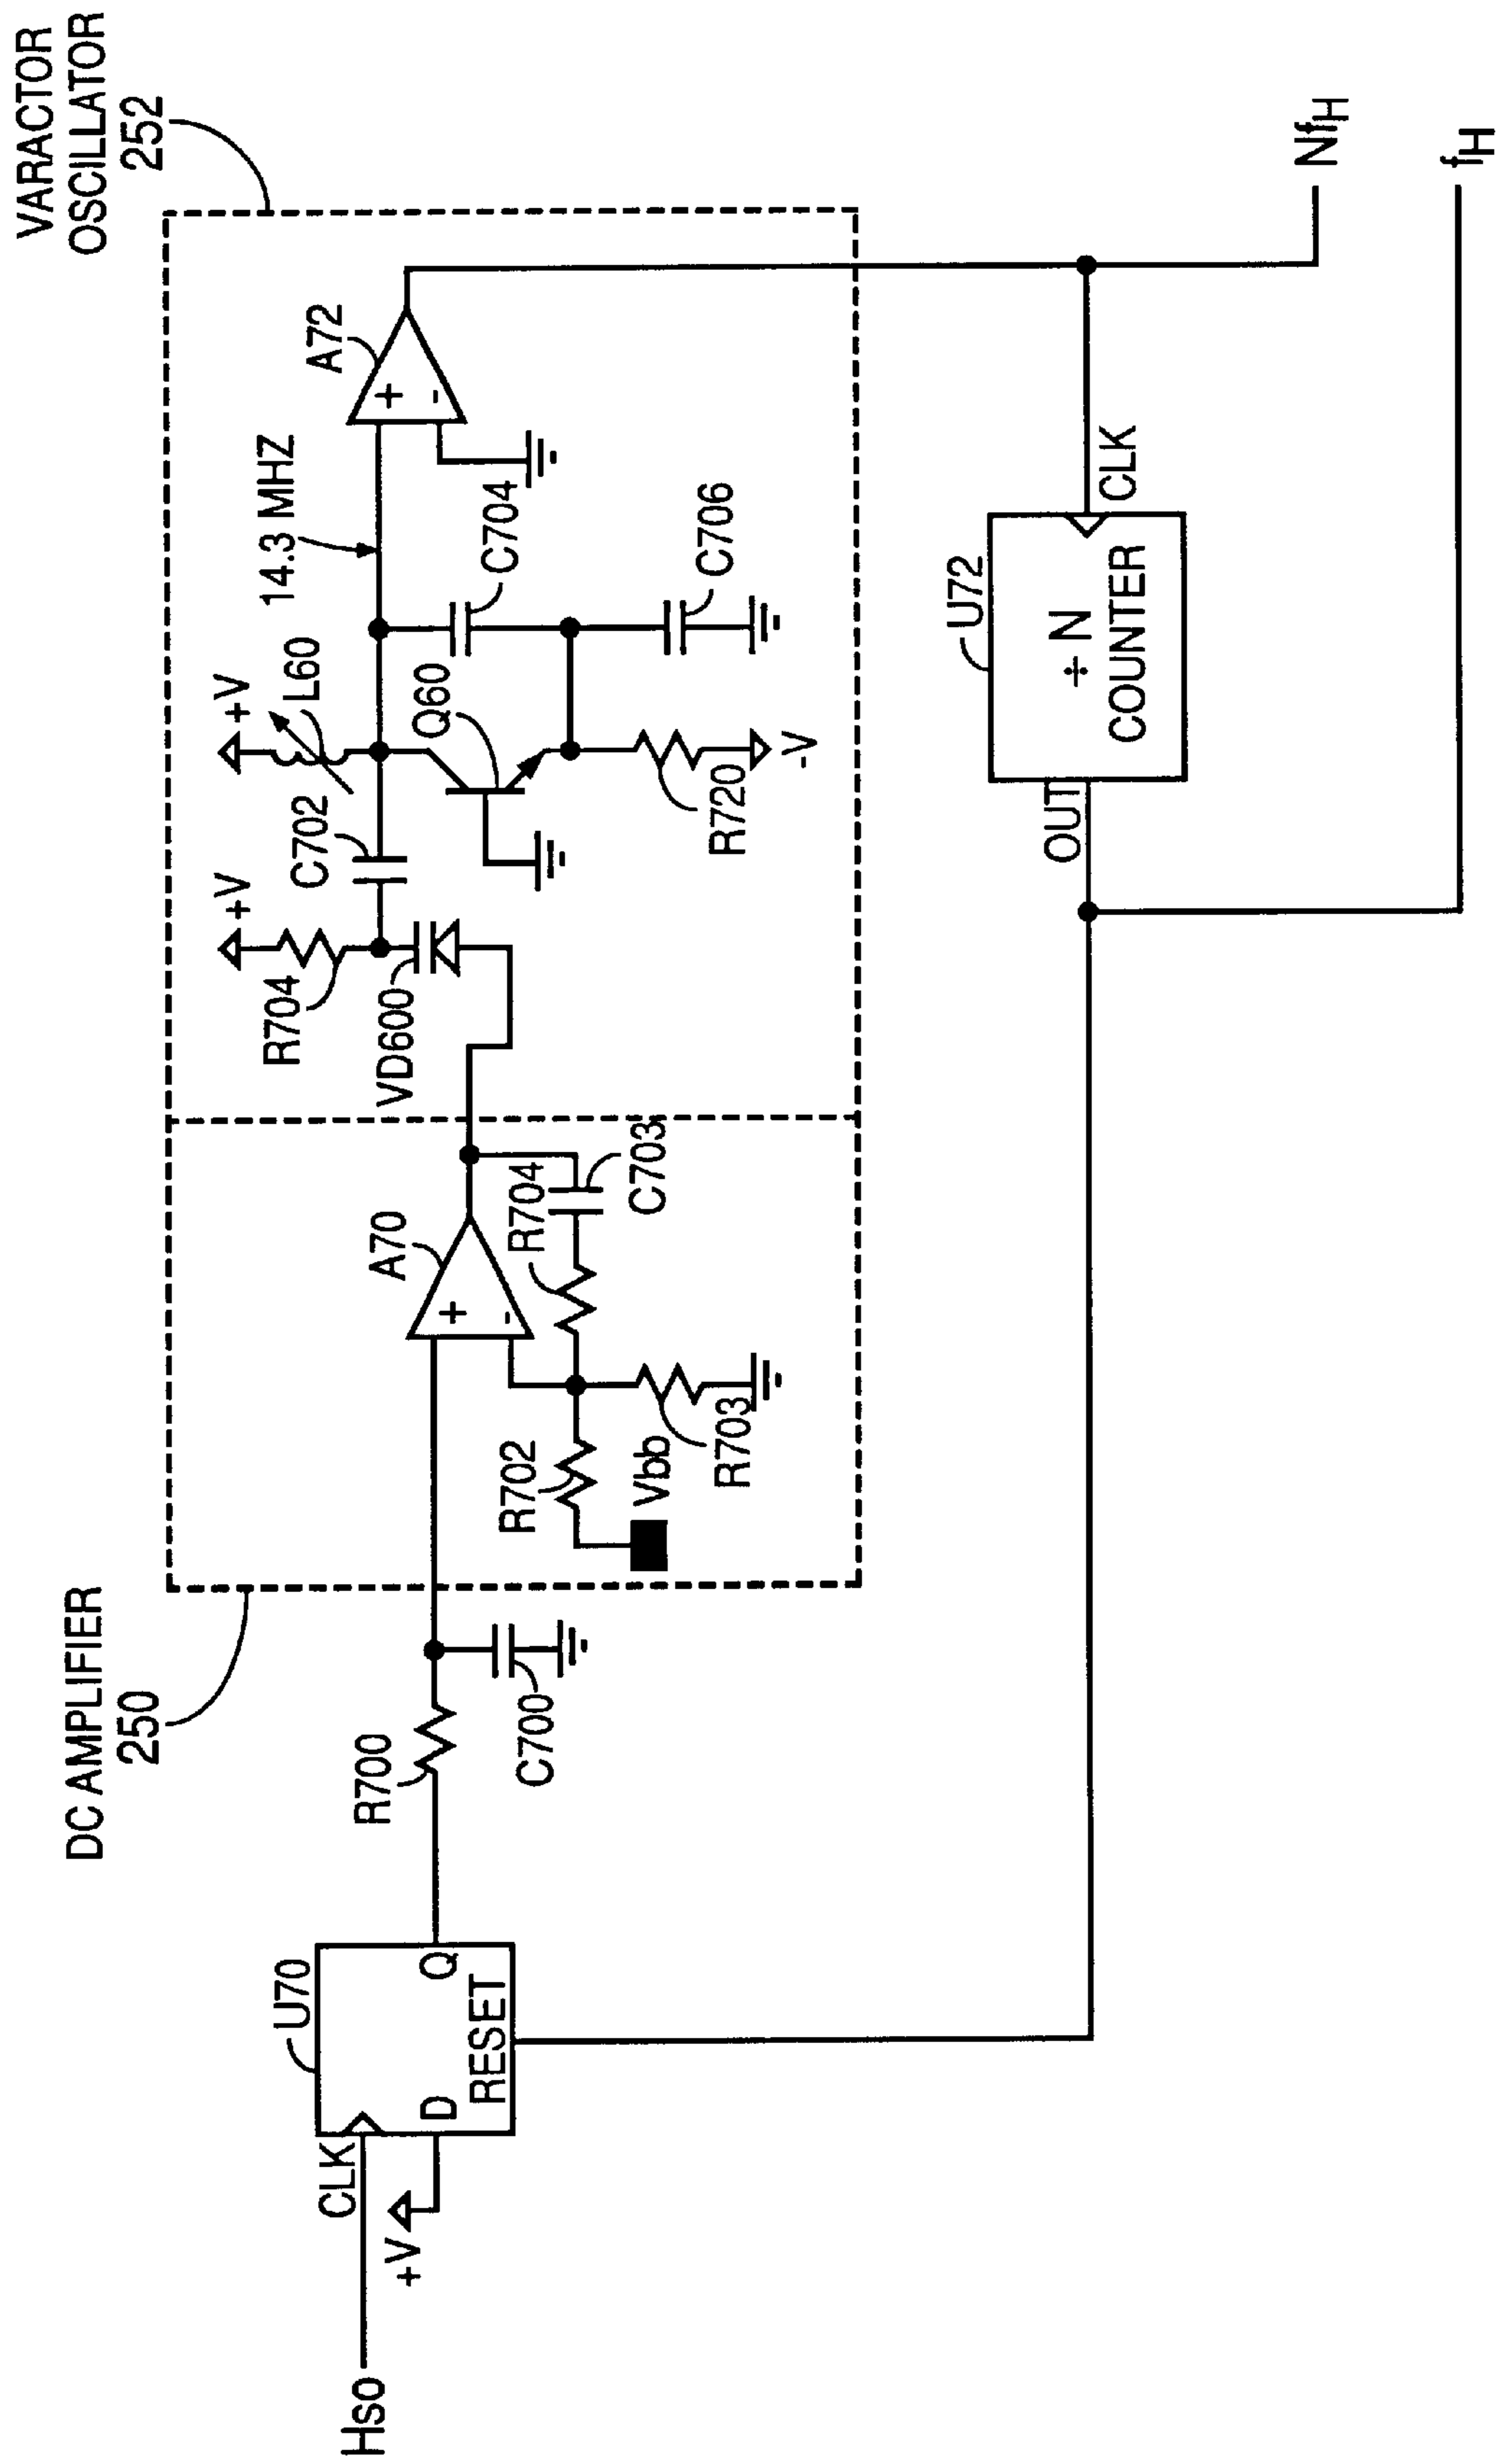 DC AMPLIFIER
250
VARACTOR
OSCILLATOR
252
Hso
CLK
+V
D
Q
RESET
U70
R700
C700
A70
+
-
R702
Vbb
R703
R704
C703
+V
R704
VD600
C702
+V
L60
Q60
R720
-V
14.3 MHZ
C704
C706
A72
+
-
U72
÷ N
COUNTER
OUT
CLK
NfH
fH